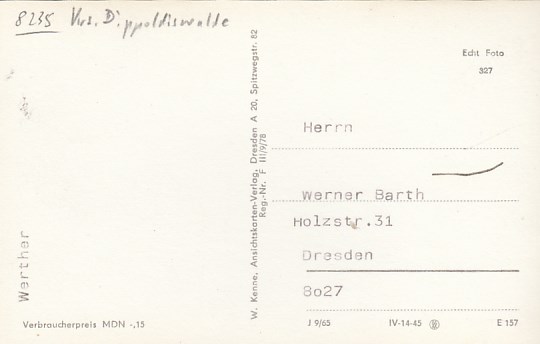 8235 Krs. Dippoldiswalde
Echt Foto
327
W. Kenne, Ansichtskarten-Verlag, Dresden A 20, Spitzwegstr. 62
Reg.-Nr. F III/9/78
Herrn
Werner Barth
Holzstr.31
Dresden
8o27
Werther
Verbraucherpreis MDN -,15
J 9/65
IV-14-45
E 157